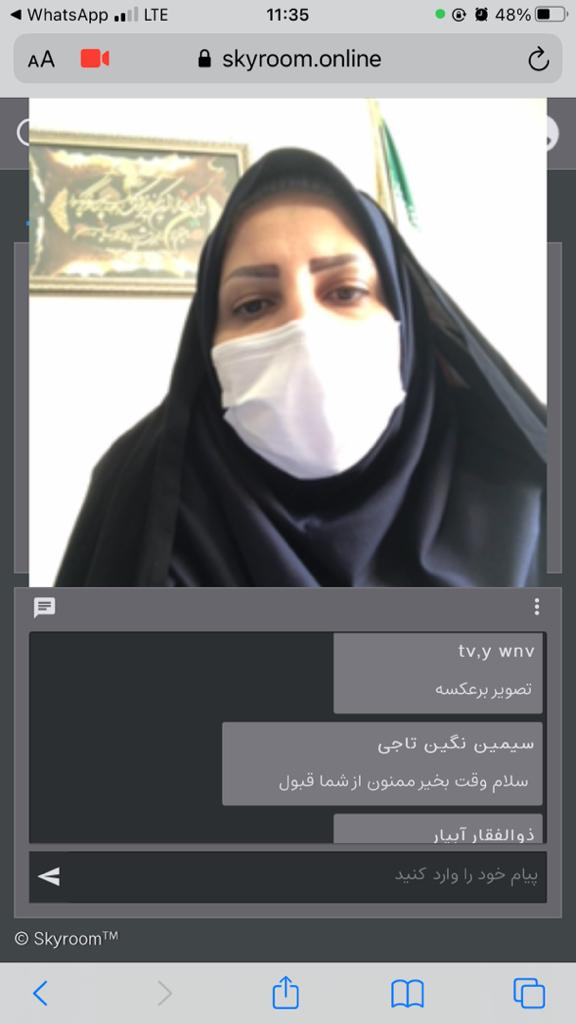 WhatsApp LTE 11:35 48%
AA skyroom.online
tv,y wnv
تصویر برعکسه
سیمین نگین تاجی
سلام وقت بخیر ممنون از شما قبول
ذوالفقار آبیار
پیام خود را وارد کنید
© Skyroom™